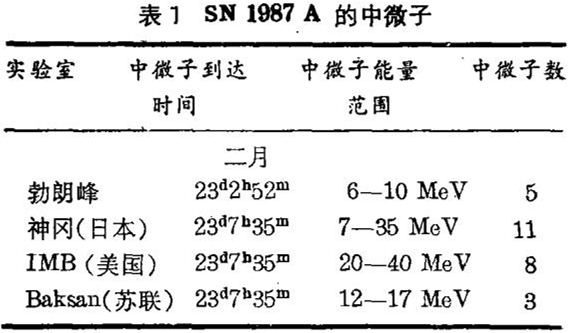 表1 SN 1987 A 的中微子
实验室 中微子到达 中微子能量 中微子数
时间 范围
二月
勃朗峰 23ᵈ2ʰ52ᵐ 6—10 MeV 5
神冈(日本) 23ᵈ7ʰ35ᵐ 7—35 MeV 11
IMB (美国) 23ᵈ7ʰ35ᵐ 20—40 MeV 8
Baksan(苏联) 23ᵈ7ʰ35ᵐ 12—17 MeV 3